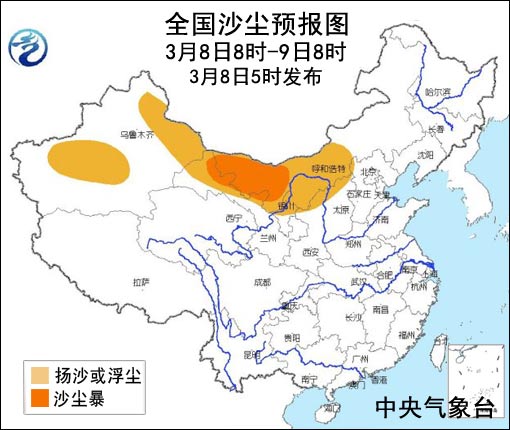 全国沙尘预报图
3月8日8时-9日8时
3月8日5时发布
哈尔滨
长春
乌鲁木齐
沈阳
呼和浩特
北京
天津
石家庄
银川
太原
济南
西宁
兰州
郑州
西安
拉萨
成都
武汉
合肥
南京
上海
杭州
重庆
长沙
南昌
贵阳
福州
昆明
台北
广州
南宁
澳门
香港
海口
扬沙或浮尘
沙尘暴
中央气象台